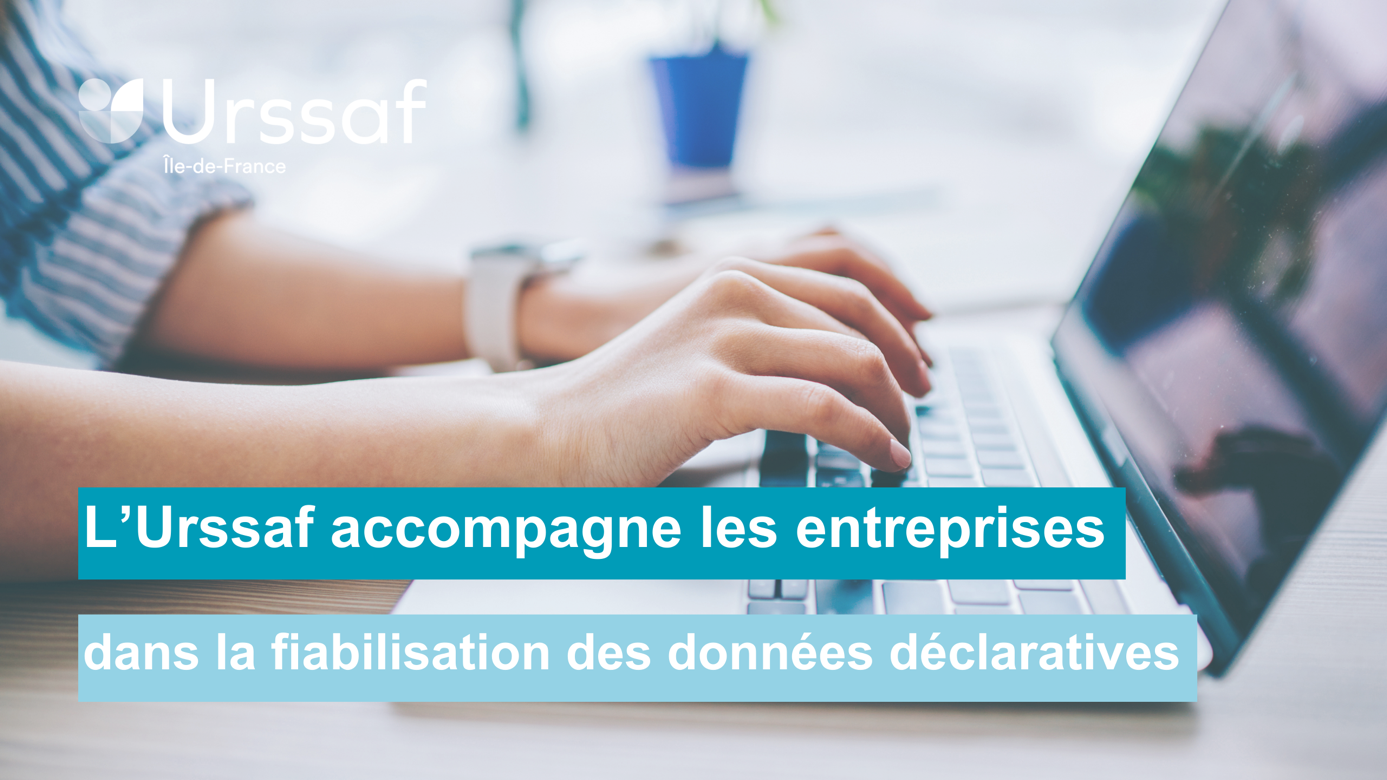 Urssaf
Île-de-France
L’Urssaf accompagne les entreprises
dans la fiabilisation des données déclaratives